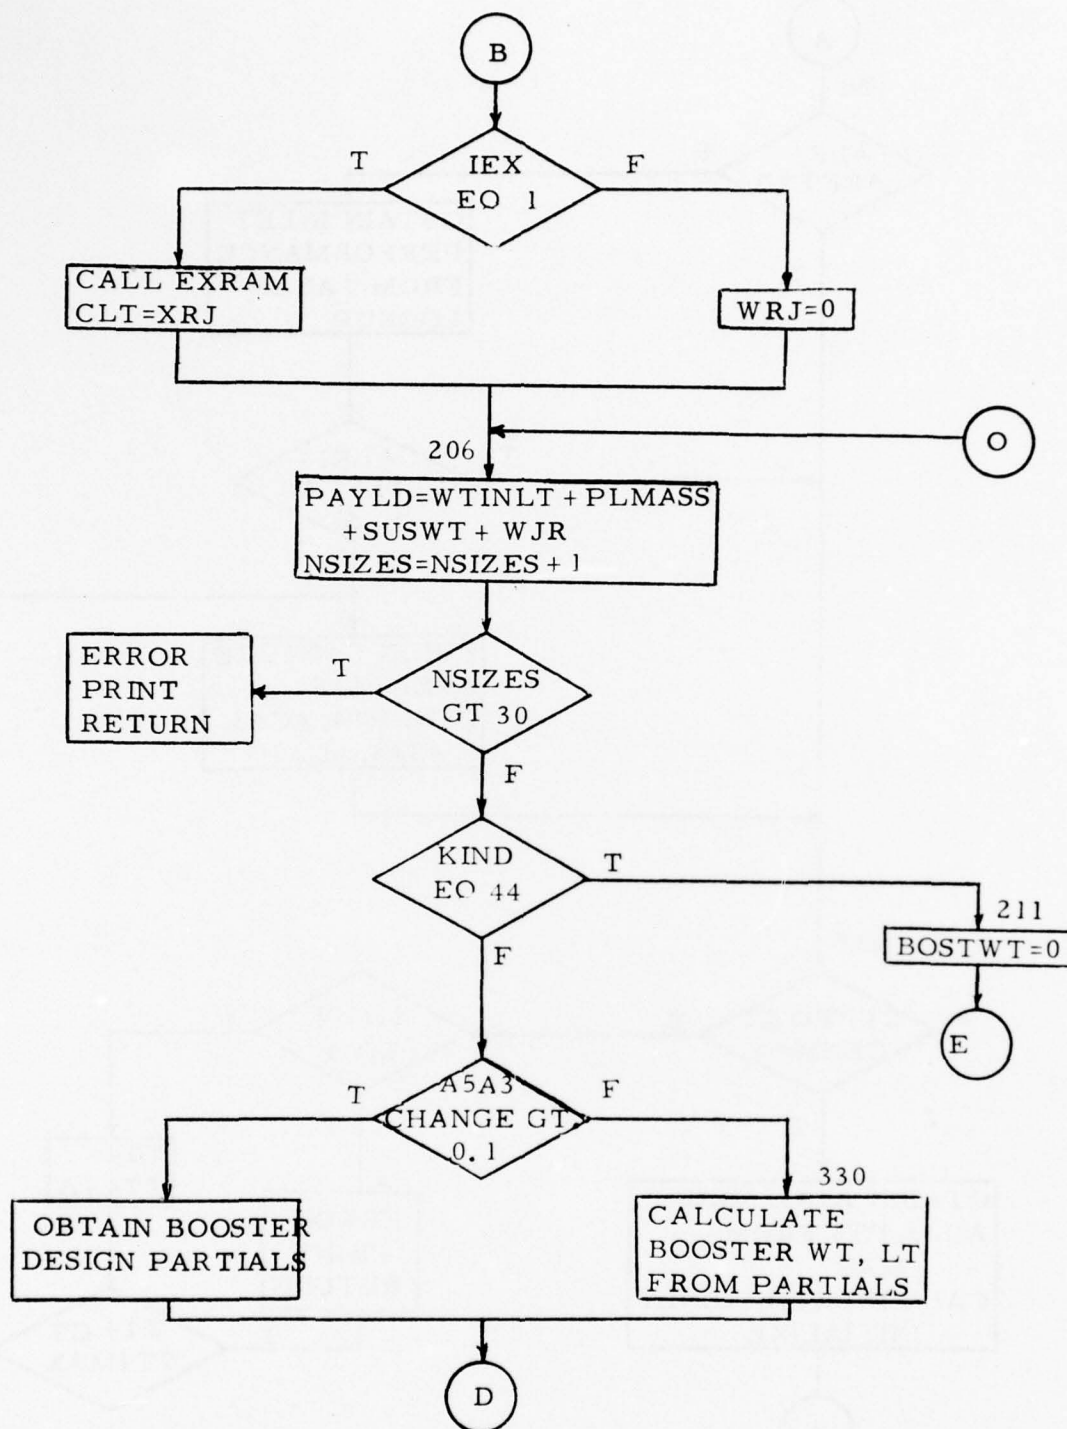 B
IEX
EQ 1
T
F
CALL EXRAM
CLT=XRJ
WRJ=0
O
206
PAYLD=WTINLT + PLMASS
+SUSWT + WJR
NSIZES=NSIZES + 1
NSIZES
GT 30
T
ERROR
PRINT
RETURN
F
KIND
EQ 44
T
211
BOSTWT=0
E
F
A5A3
CHANGE GT.
0.1
T
F
OBTAIN BOOSTER
DESIGN PARTIALS
330
CALCULATE
BOOSTER WT, LT
FROM PARTIALS
D